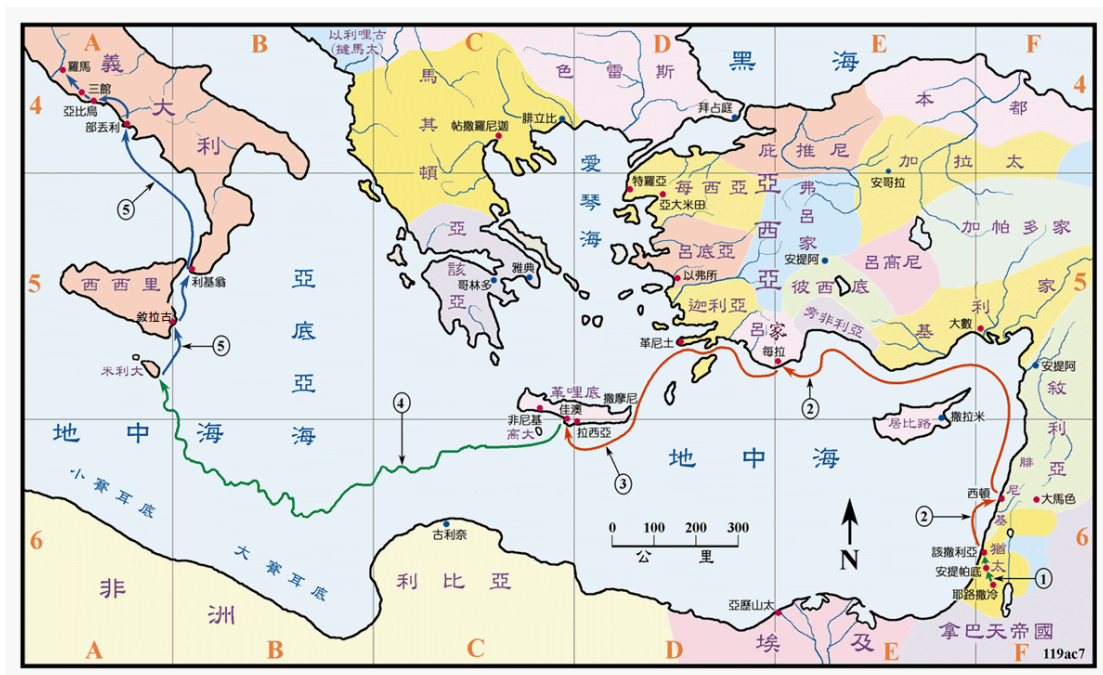 A B C D E F
以利哩古
(撻馬太)
黑海
義大利
羅馬
三館
亞比烏
部丟利
4
馬其頓
帖撒羅尼迦
腓立比
色雷斯
拜占庭
本都
4
庇推尼
加拉太
安哥拉
愛琴海
特羅亞
每西亞
亞大米田
亞西亞
弗呂家
加帕多家
5
西西里
利基翁
敘拉古
米利大
5
5
亞底亞海
亞該亞
雅典
哥林多
呂底亞
以弗所
迦利亞
革尼土
安提阿
彼西底
呂高尼
旁非利亞
呂家
每拉
基利家
大數
5
安提阿
敘利亞
革哩底
撒摩尼
佳澳
非尼基
拉西亞
高大
4
3
2
居比路
撒拉米
地中海
地中海
小賽耳底
大賽耳底
腓尼基
西頓
大馬色
2
該撒利亞
猶太
安提帕底
1
耶路撒冷
6
6
古利奈
利比亞
非洲
0 100 200 300
公里
N
亞歷山太
埃及
拿巴天帝國
A B C D E F
119ac7